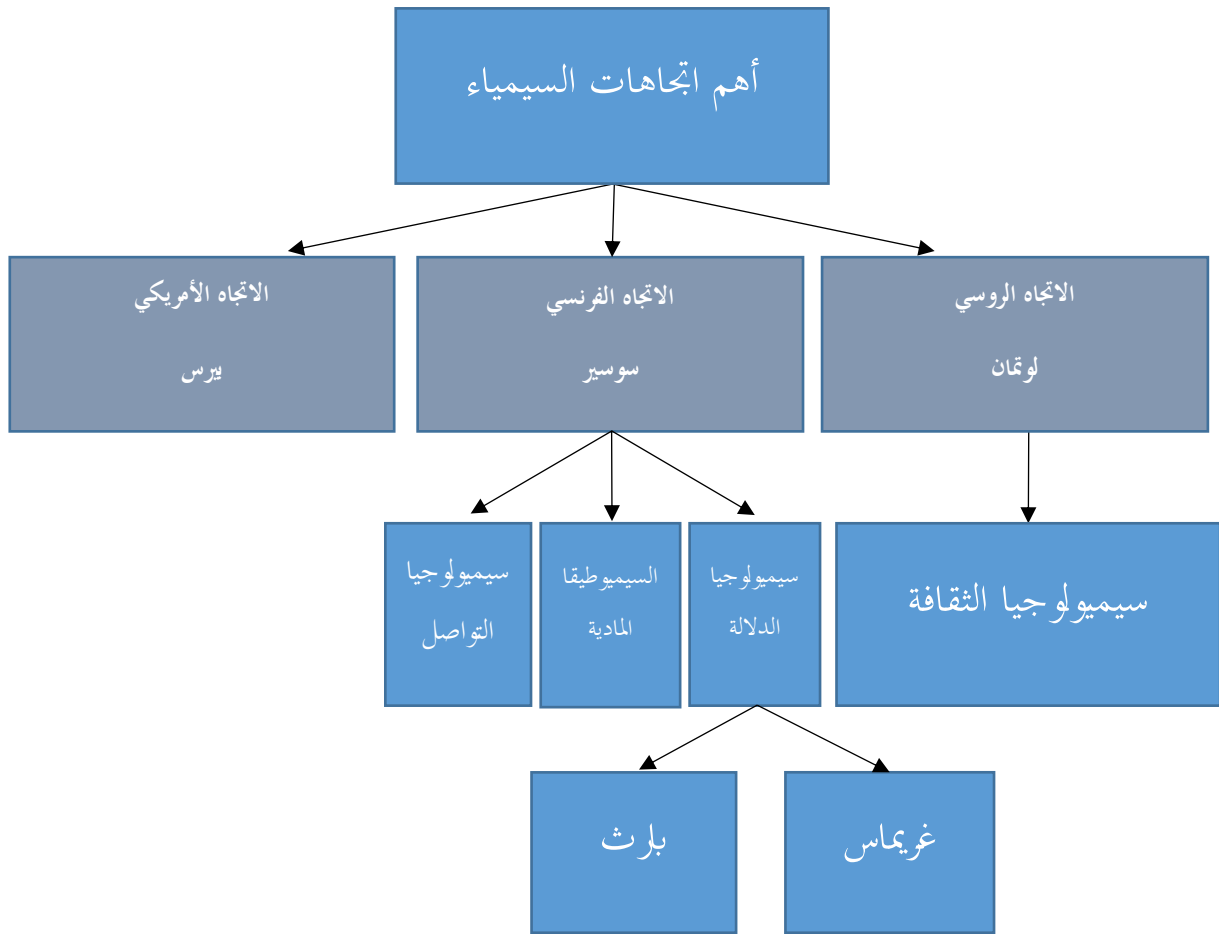 أهم اتجاهات السيمياء
الاتجاه الروسي
لوتمان
الاتجاه الفرنسي
سوسير
الاتجاه الأمريكي
بيرس
سيميولوجيا الثقافة
سيميولوجيا
الدلالة
السيميوطيقا
المادية
سيميولوجيا
التواصل
غريماس
بارث